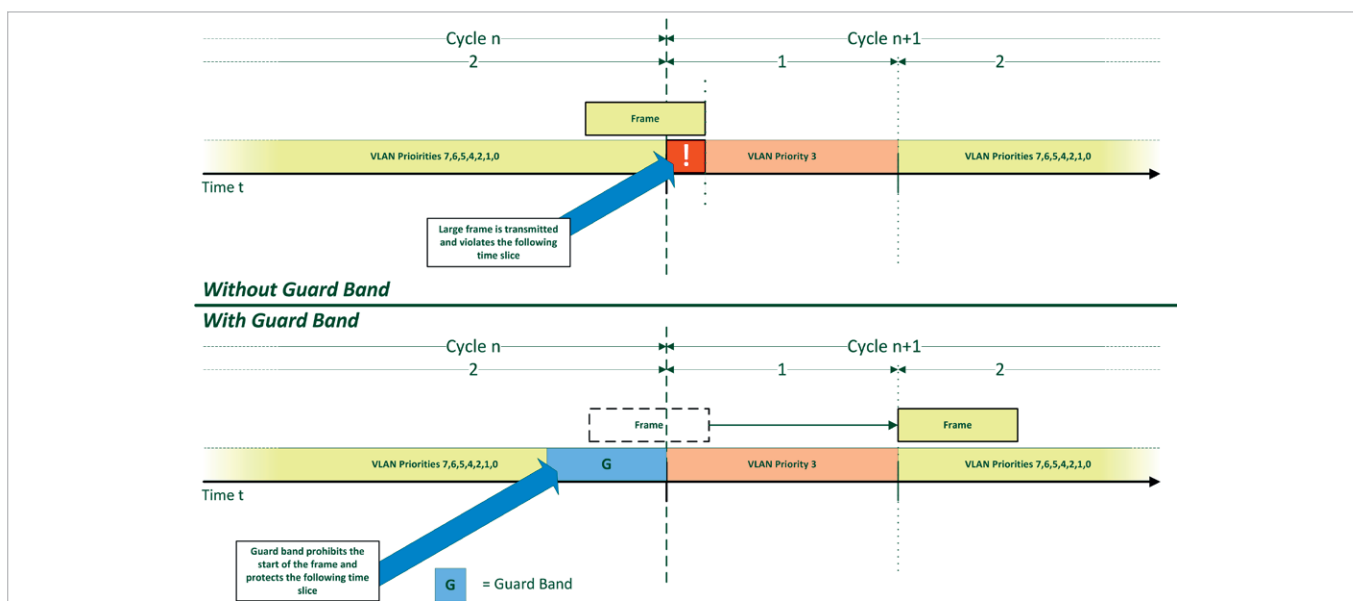 Cycle n
Cycle n+1
2
1
2
Frame
VLAN Prioirities 7,6,5,4,2,1,0
!
VLAN Priority 3
VLAN Priorities 7,6,5,4,2,1,0
Time t
Large frame is transmitted
and violates the following
time slice
Without Guard Band
With Guard Band
Cycle n
Cycle n+1
2
1
2
Frame
Frame
VLAN Priorities 7,6,5,4,2,1,0
G
VLAN Priority 3
VLAN Priorities 7,6,5,4,2,1,0
Time t
Guard band prohibits the
start of the frame and
protects the following time
slice
G
= Guard Band